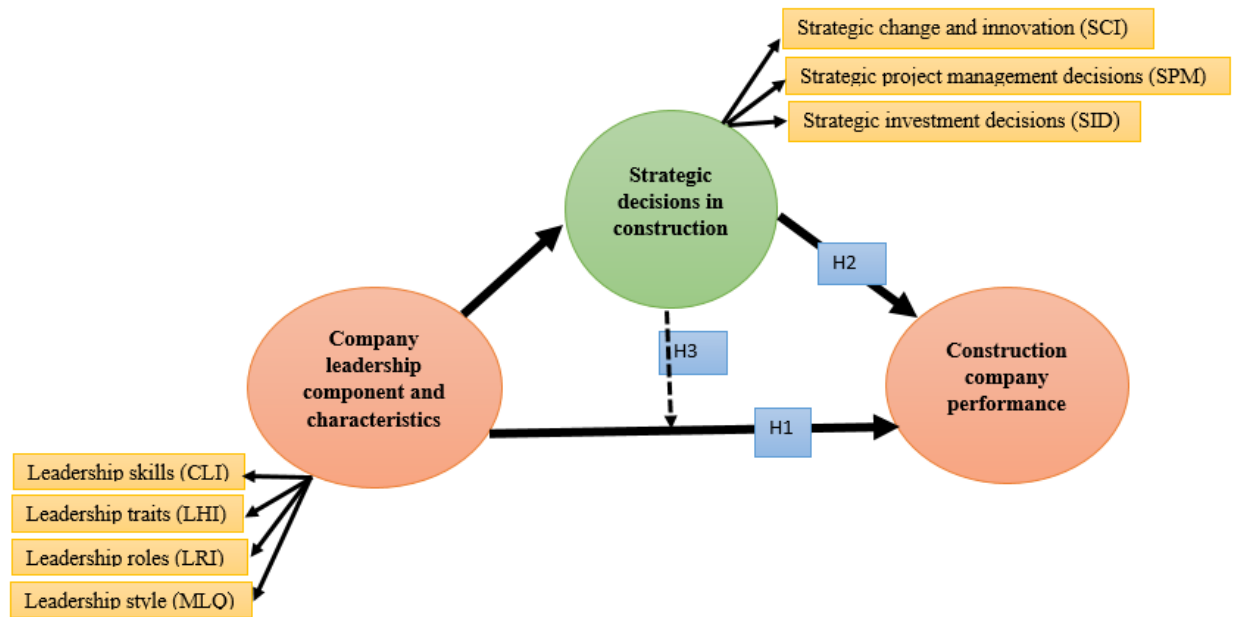 Strategic change and innovation (SCI)
Strategic project management decisions (SPM)
Strategic investment decisions (SID)
Strategic
decisions in
construction
H2
Company
leadership
component and
characteristics
H3
Construction
company
performance
H1
Leadership skills (CLI)
Leadership traits (LHI)
Leadership roles (LRI)
Leadership style (MLQ)